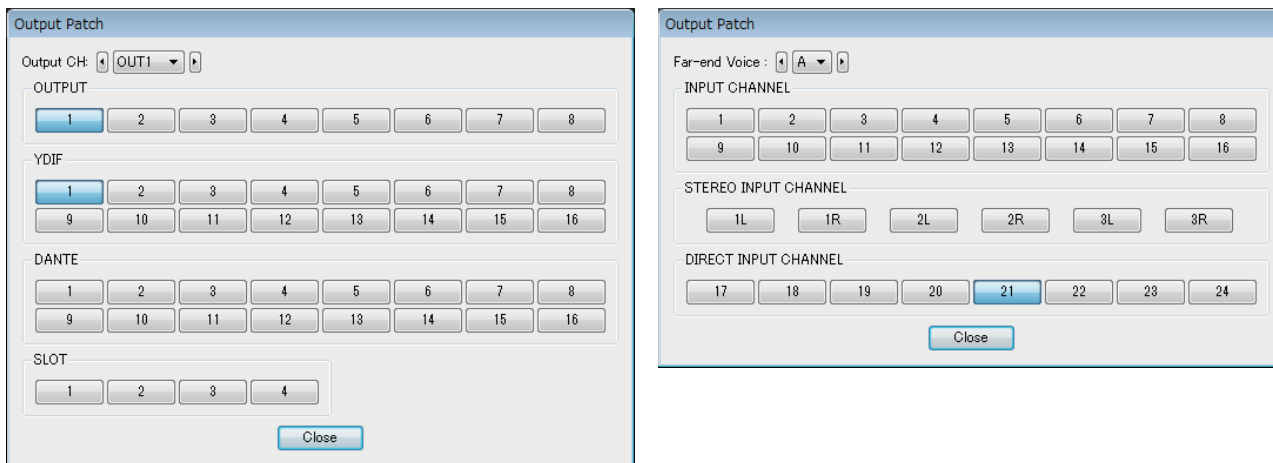 Output Patch
Output CH: OUT1
OUTPUT
1 2 3 4 5 6 7 8
YDIF
1 2 3 4 5 6 7 8
9 10 11 12 13 14 15 16
DANTE
1 2 3 4 5 6 7 8
9 10 11 12 13 14 15 16
SLOT
1 2 3 4
Close
Output Patch
Far-end Voice : A
INPUT CHANNEL
1 2 3 4 5 6 7 8
9 10 11 12 13 14 15 16
STEREO INPUT CHANNEL
1L 1R 2L 2R 3L 3R
DIRECT INPUT CHANNEL
17 18 19 20 21 22 23 24
Close